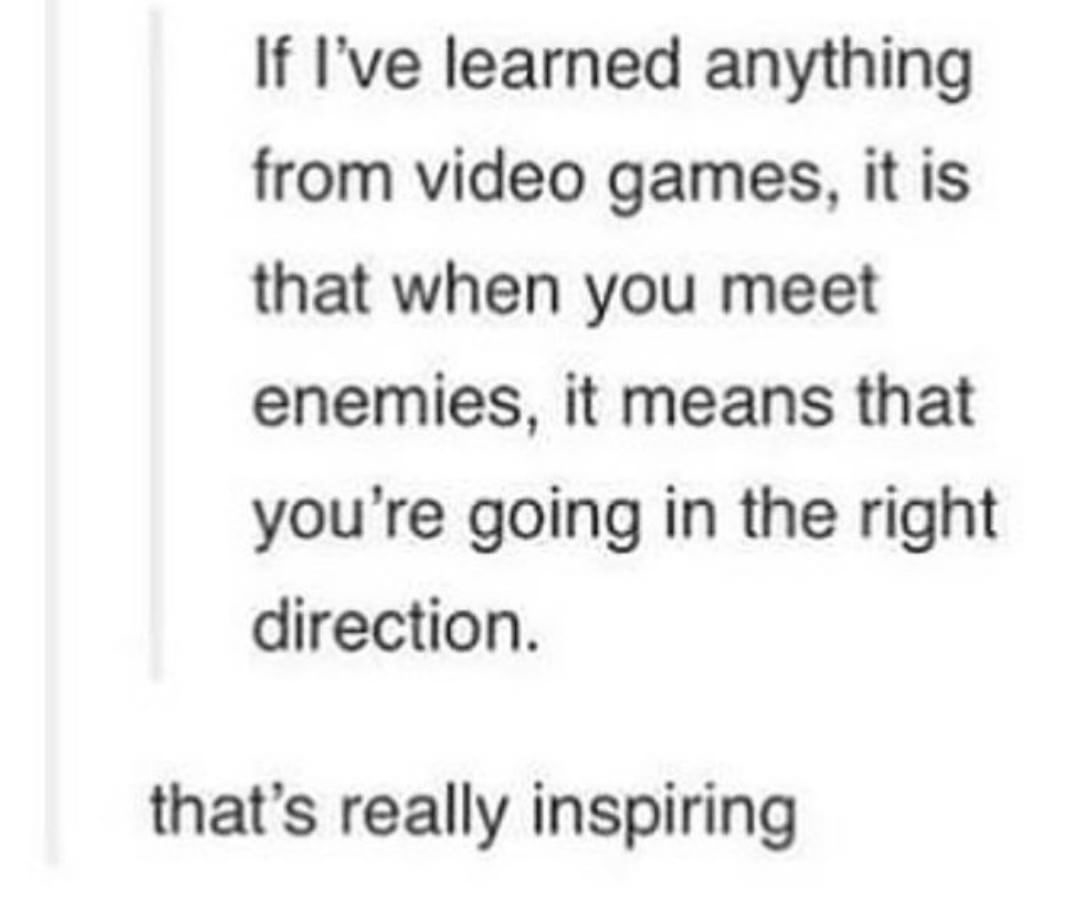 If I’ve learned anything
from video games, it is
that when you meet
enemies, it means that
you’re going in the right
direction.
that’s really inspiring